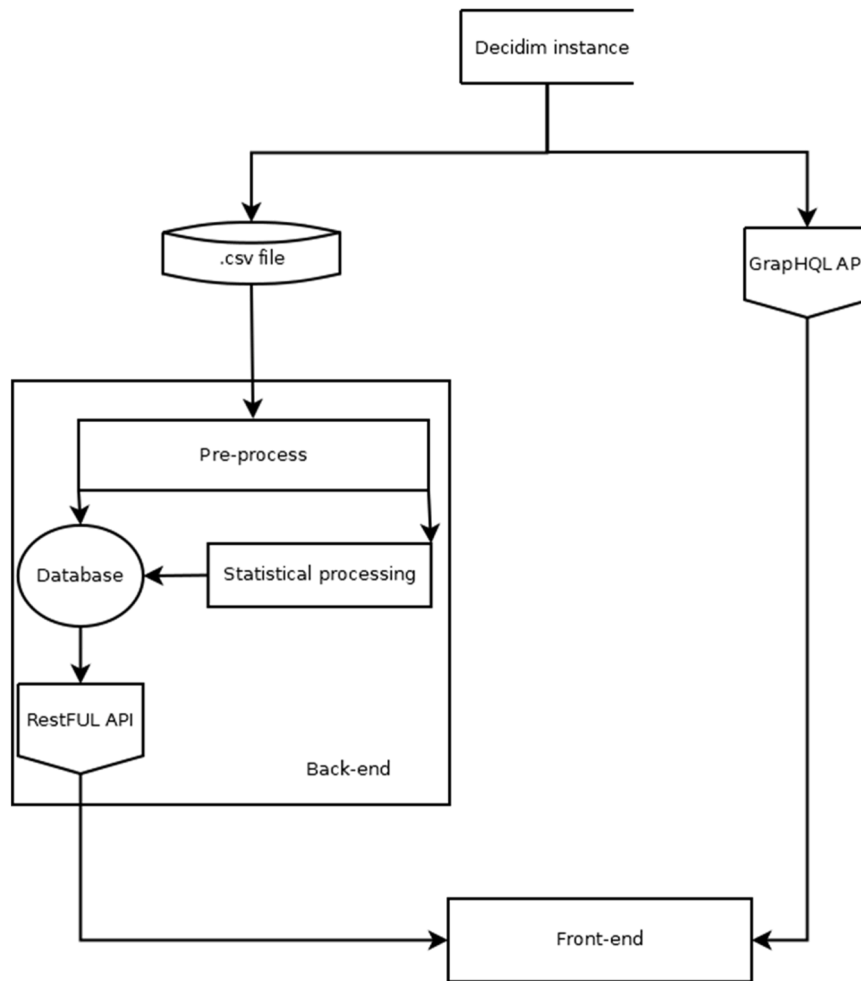 Decidim instance
.csv file
GrapHQL AP
Pre-process
Database
Statistical processing
RestFUL API
Back-end
Front-end